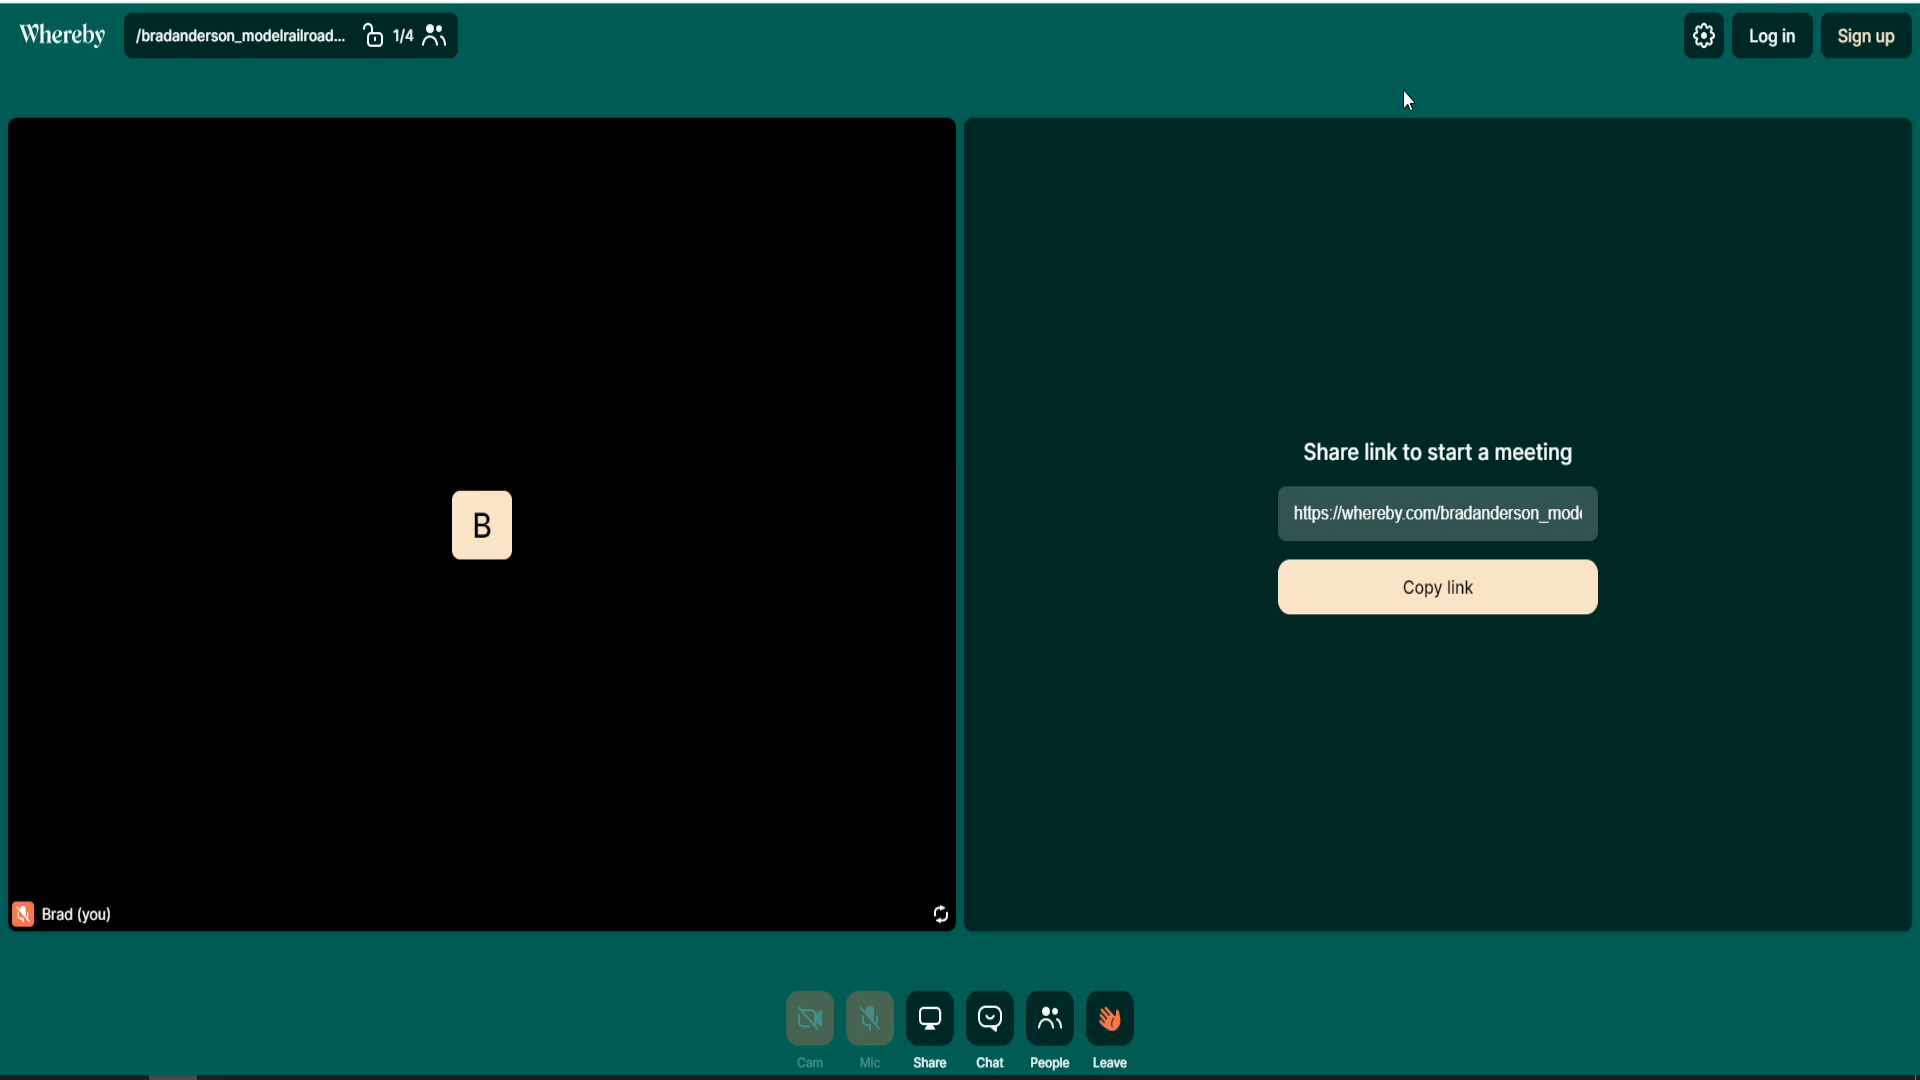 Whereby
/bradanderson_modelrailroad... 1/4
Log in
Sign up
B
Share link to start a meeting
https://whereby.com/bradanderson_mod
Copy link
Brad (you)
Cam
Mic
Share
Chat
People
Leave